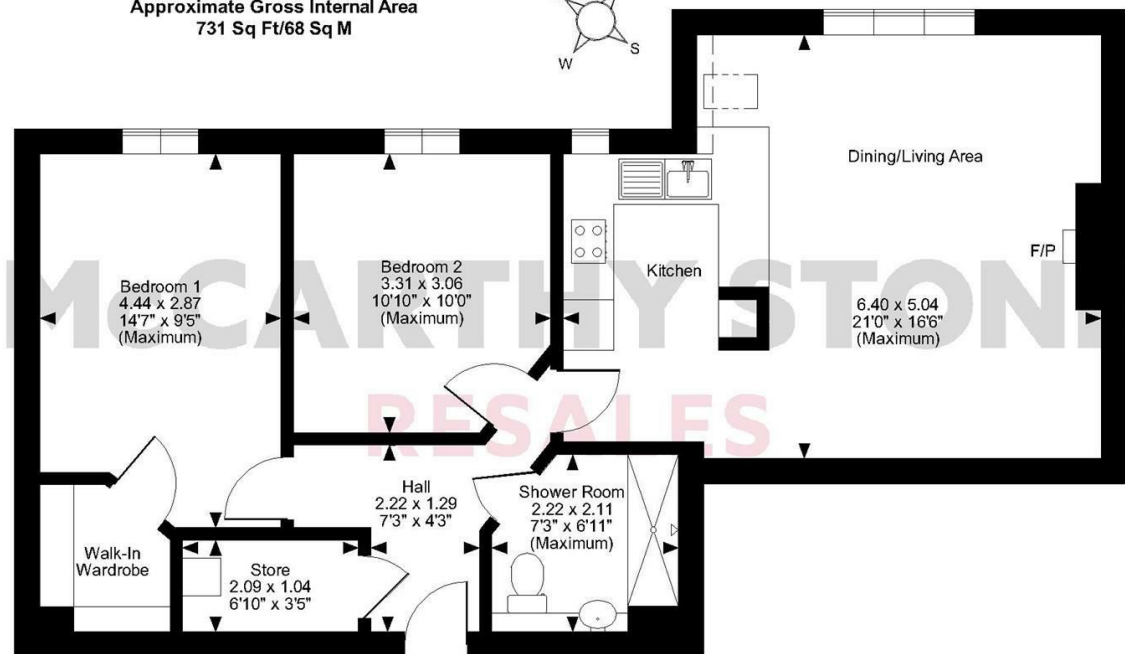 Approximate Gross Internal Area
731 Sq Ft/68 Sq M
W
S
Dining/Living Area
F/P
Kitchen
6.40 x 5.04
21'0" x 16'6"
(Maximum)
Bedroom 1
4.44 x 2.87
14'7" x 9'5"
(Maximum)
Bedroom 2
3.31 x 3.06
10'10" x 10'0"
(Maximum)
McCARTHY STONE
RESALES
Hall
2.22 x 1.29
7'3" x 4'3"
Shower Room
2.22 x 2.11
7'3" x 6'11"
(Maximum)
Walk-In
Wardrobe
Store
2.09 x 1.04
6'10" x 3'5"